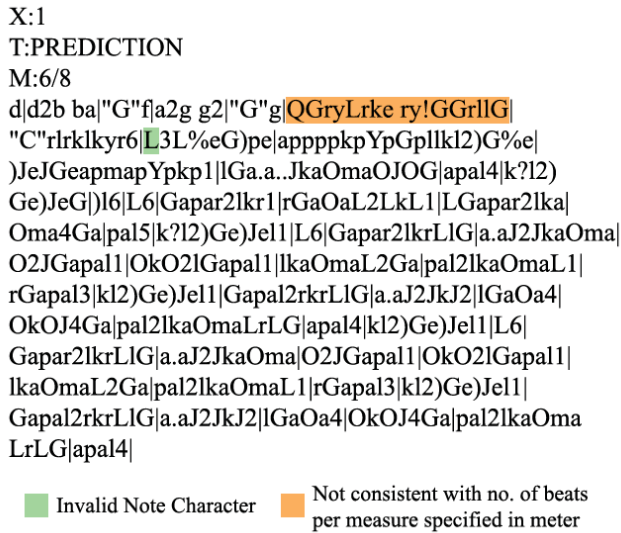 X:1
T:PREDICTION
M:6/8
d|d2b ba|"G"f|a2g g2|"G"g|QGryLrke ry!GGrllG|
"C"rlrklkyr6|L3L%eG)pe|appppkpYpGpllkl2)G%e|
)JeJGeapmapYpkp1|lGa.a..JkaOmaOJOG|apal4|k?l2)
Ge)JeG|)l6|L6|Gapar2lkr1|rGaOaL2LkL1|LGapar2lka|
Oma4Ga|pal5|k?l2)Ge)Jel1|L6|Gapar2lkrLlG|a.aJ2JkaOma|
O2JGapal1|OkO2lGapal1|lkaOmaL2Ga|pal2lkaOmaL1|
rGapal3|kl2)Ge)Jel1|Gapal2rkrLlG|a.aJ2JkJ2|lGaOa4|
OkOJ4Ga|pal2lkaOmaLrLG|apal4|kl2)Ge)Jel1|L6|
Gapar2lkrLlG|a.aJ2JkaOma|O2JGapal1|OkO2lGapal1|
lkaOmaL2Ga|pal2lkaOmaL1|rGapal3|kl2)Ge)Jel1|
Gapal2rkrLlG|a.aJ2JkJ2|lGaOa4|OkOJ4Ga|pal2lkaOma
LrLG|apal4|
Invalid Note Character
Not consistent with no. of beats
per measure specified in meter